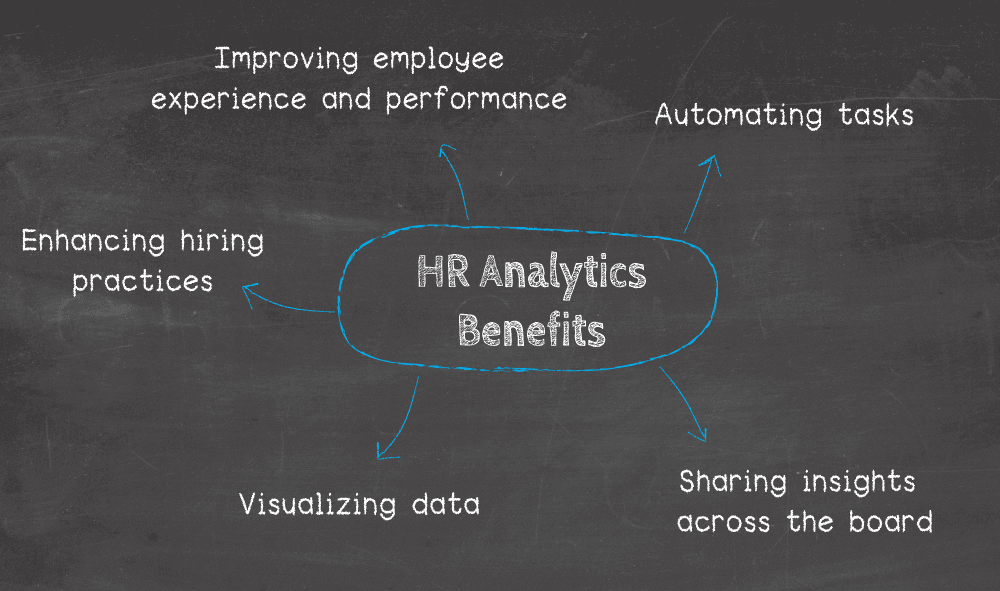 Improving employee
experience and performance
Automating tasks
Enhancing hiring
practices
HR Analytics
Benefits
Visualizing data
Sharing insights
across the board